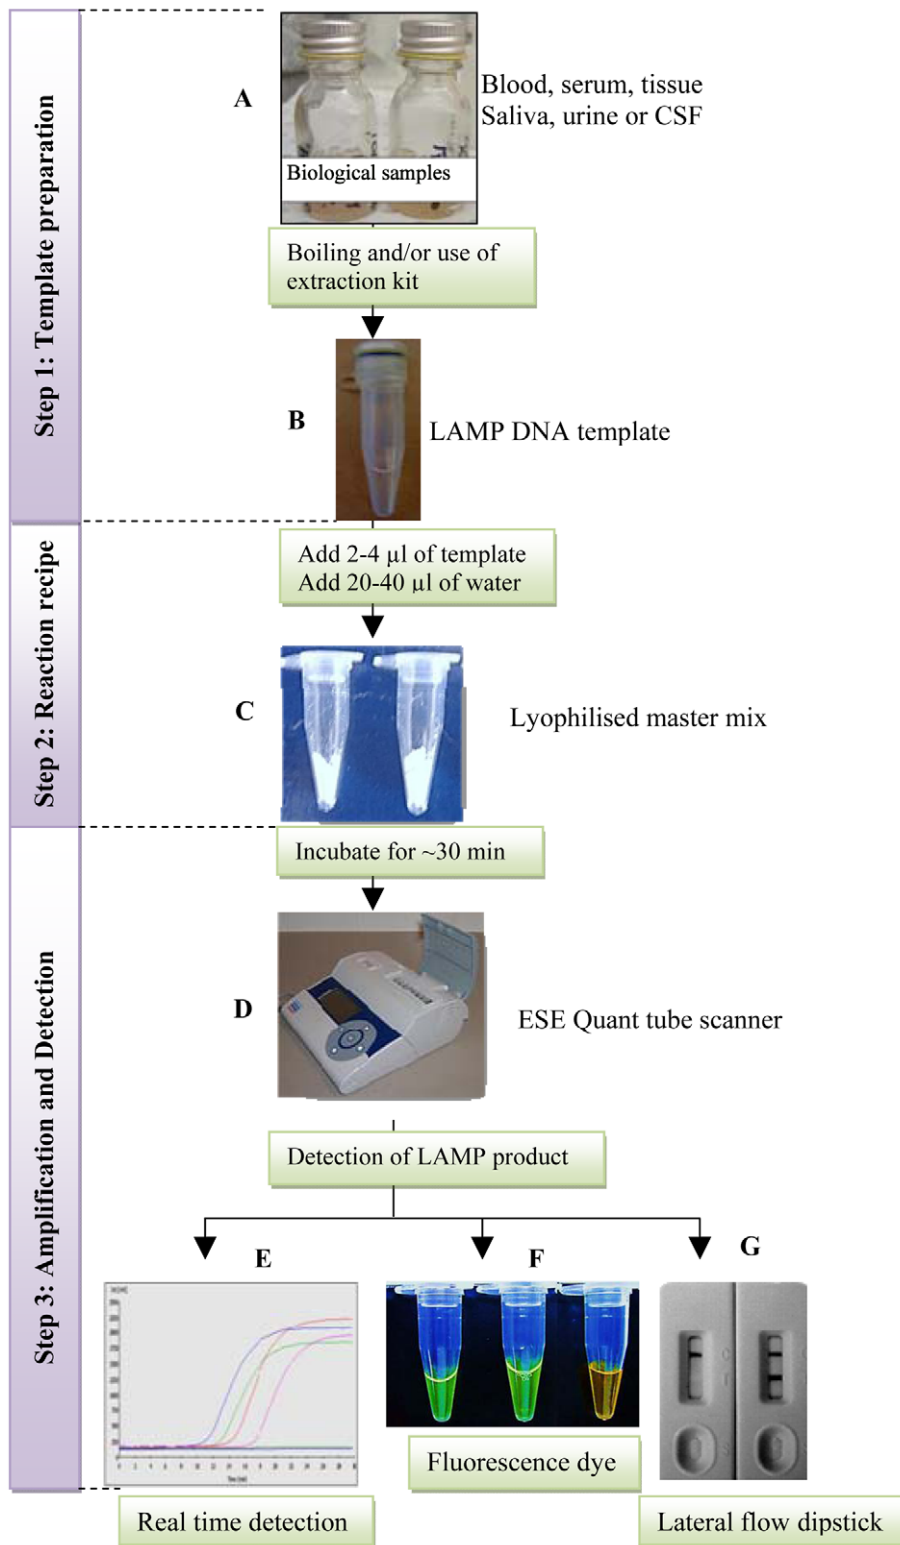 Step 1: Template preparation
A
Blood, serum, tissue
Saliva, urine or CSF
Biological samples
Boiling and/or use of
extraction kit
B
LAMP DNA template
Step 2: Reaction recipe
Add 2-4 µl of template
Add 20-40 µl of water
C
Lyophilised master mix
Step 3: Amplification and Detection
Incubate for ~30 min
D
ESE Quant tube scanner
Detection of LAMP product
E
F
G
Fluorescence dye
Real time detection
Lateral flow dipstick